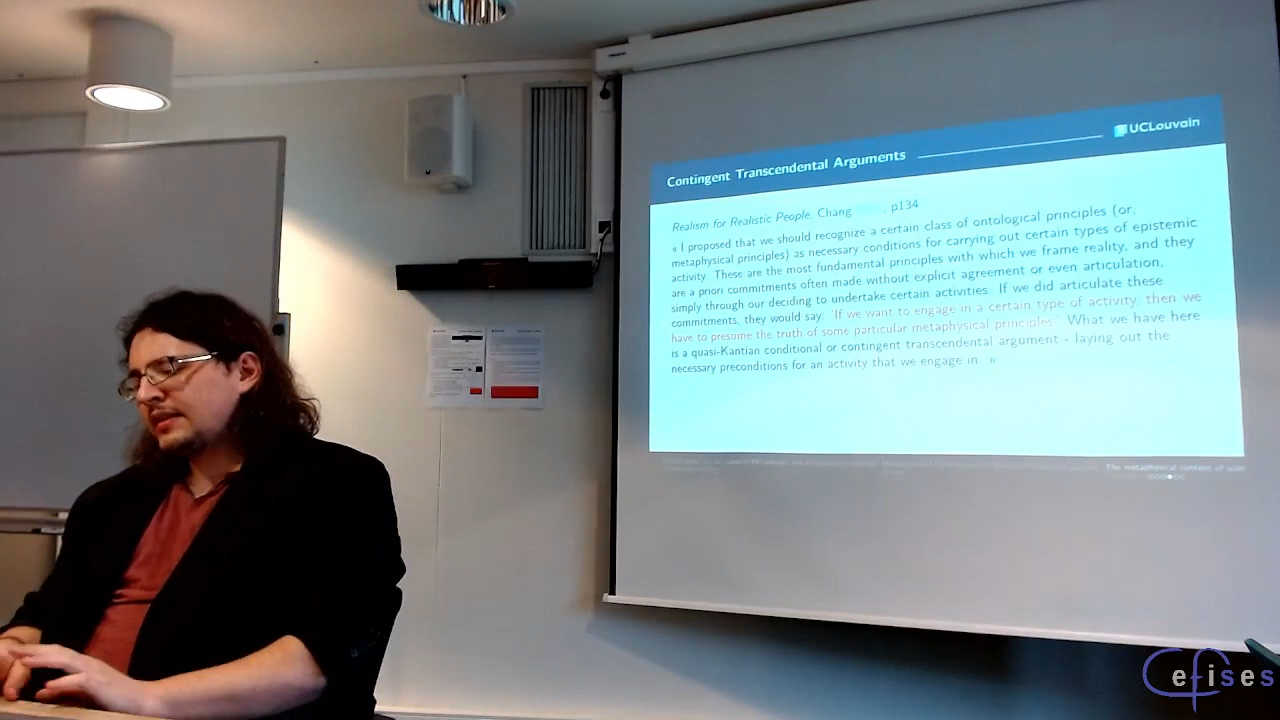 UCLouvain
Contingent Transcendental Arguments
Realism for Realistic People, Chang , p134
« I proposed that we should recognize a certain class of ontological principles (or,
metaphysical principles) as necessary conditions for carrying out certain types of epistemic
activity. These are the most fundamental principles with which we frame reality, and they
are a priori commitments often made without explicit agreement or even articulation,
simply through our deciding to undertake certain activities. If we did articulate these
commitments, they would say: 'If we want to engage in a certain type of activity, then we
have to presume the truth of some particular metaphysical principles.' What we have here
is a quasi-Kantian conditional or contingent transcendental argument - laying out the
necessary preconditions for an activity that we engage in. »
The metaphysical content of
Cefises